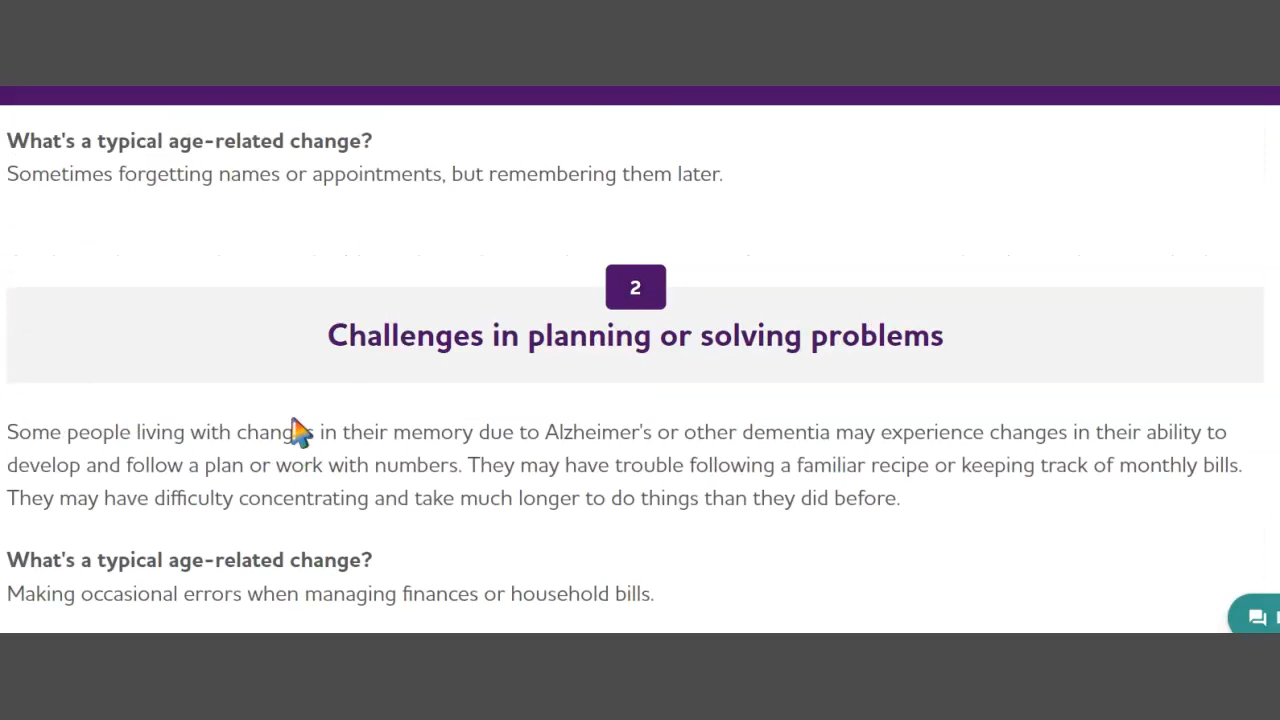 What's a typical age-related change?
Sometimes forgetting names or appointments, but remembering them later.
2
Challenges in planning or solving problems
Some people living with changes in their memory due to Alzheimer's or other dementia may experience changes in their ability to
develop and follow a plan or work with numbers. They may have trouble following a familiar recipe or keeping track of monthly bills.
They may have difficulty concentrating and take much longer to do things than they did before.
What's a typical age-related change?
Making occasional errors when managing finances or household bills.